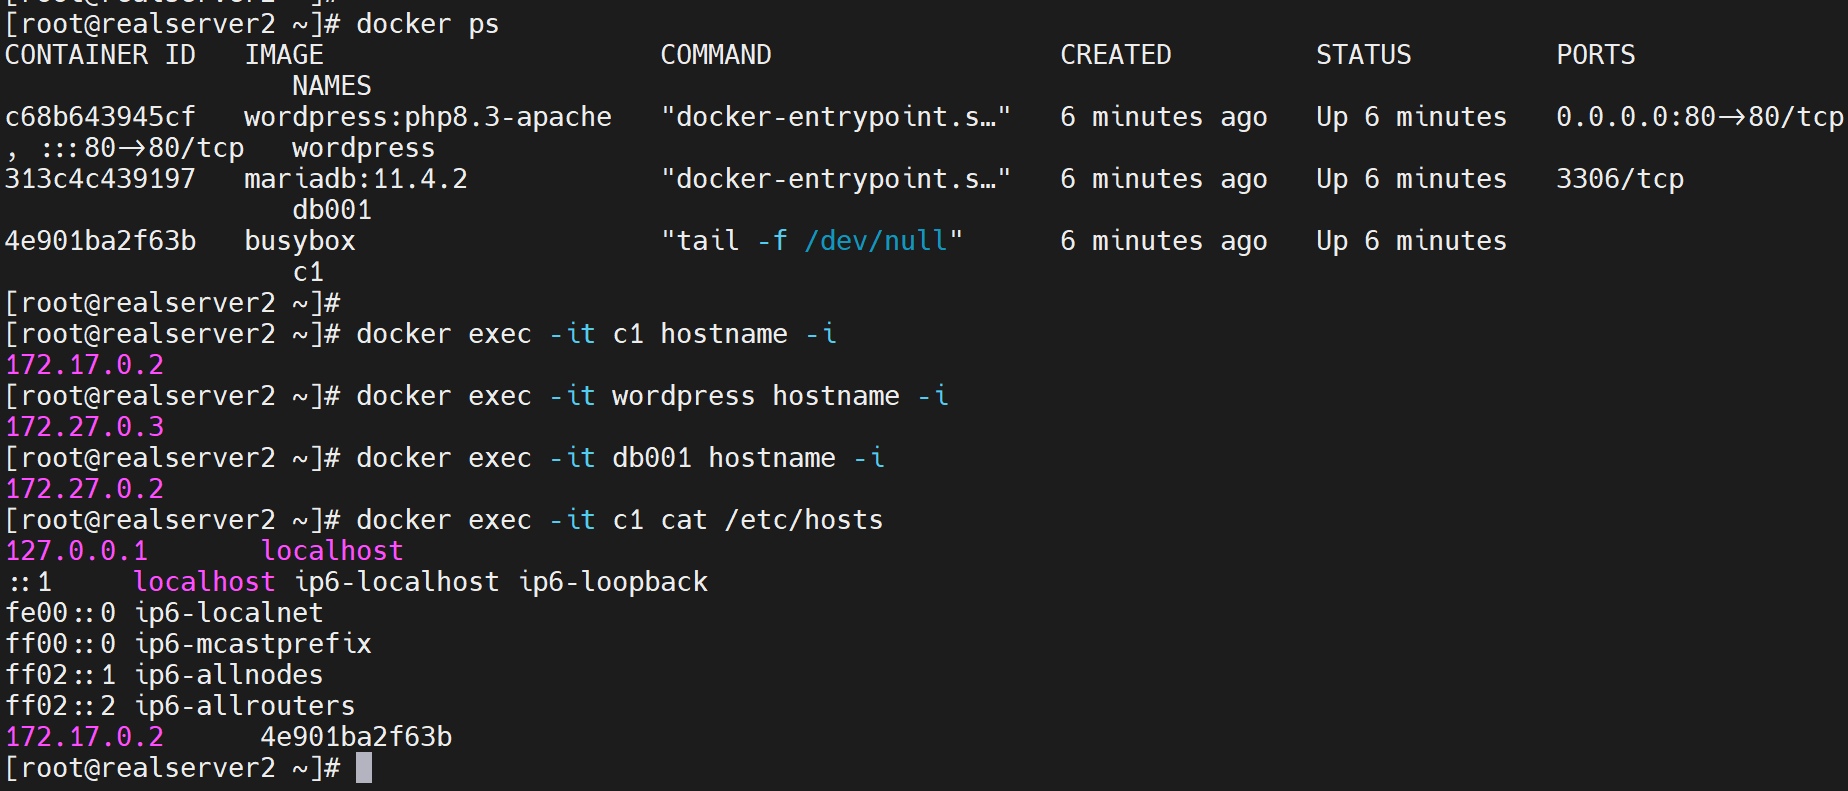 [root@realserver2 ~]#
[root@realserver2 ~]# docker ps
CONTAINER ID   IMAGE                     COMMAND                  CREATED         STATUS         PORTS
                  NAMES
c68b643945cf   wordpress:php8.3-apache   "docker-entrypoint.s…"   6 minutes ago   Up 6 minutes   0.0.0.0:80->80/tcp
, :::80->80/tcp   wordpress
313c4c439197   mariadb:11.4.2            "docker-entrypoint.s…"   6 minutes ago   Up 6 minutes   3306/tcp
                  db001
4e901ba2f63b   busybox                   "tail -f /dev/null"      6 minutes ago   Up 6 minutes
                  c1
[root@realserver2 ~]#
[root@realserver2 ~]# docker exec -it c1 hostname -i
172.17.0.2
[root@realserver2 ~]# docker exec -it wordpress hostname -i
172.27.0.3
[root@realserver2 ~]# docker exec -it db001 hostname -i
172.27.0.2
[root@realserver2 ~]# docker exec -it c1 cat /etc/hosts
127.0.0.1       localhost
::1     localhost ip6-localhost ip6-loopback
fe00::0 ip6-localnet
ff00::0 ip6-mcastprefix
ff02::1 ip6-allnodes
ff02::2 ip6-allrouters
172.17.0.2      4e901ba2f63b
[root@realserver2 ~]#